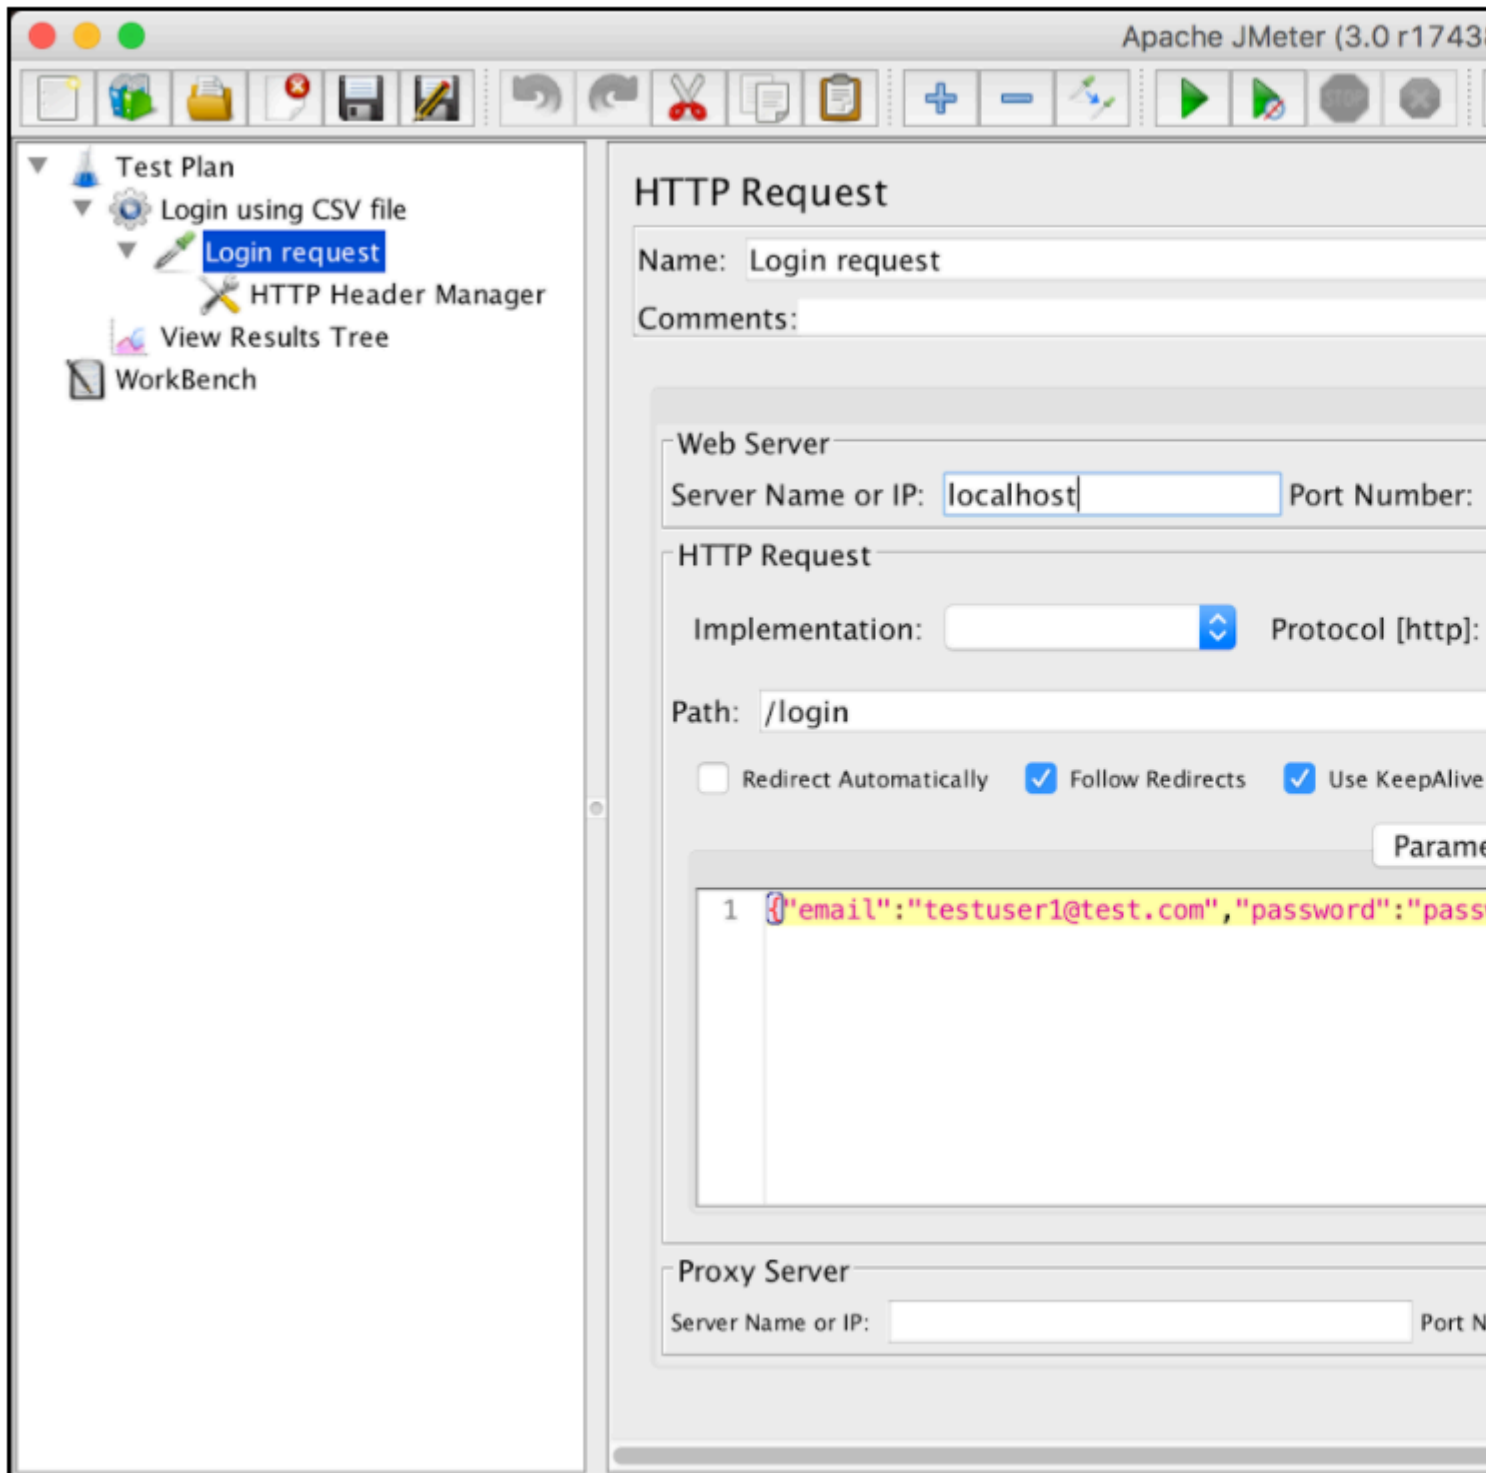 Apache JMeter (3.0 r1743
STOP
Test Plan
Login using CSV file
Login request
HTTP Header Manager
View Results Tree
WorkBench
HTTP Request
Name: Login request
Comments:
Web Server
Server Name or IP: localhost Port Number:
HTTP Request
Implementation: Protocol [http]:
Path: /login
Redirect Automatically Follow Redirects Use KeepAlive
Parame
1 {"email":"testuser1@test.com","password":"pass
Proxy Server
Server Name or IP: Port N